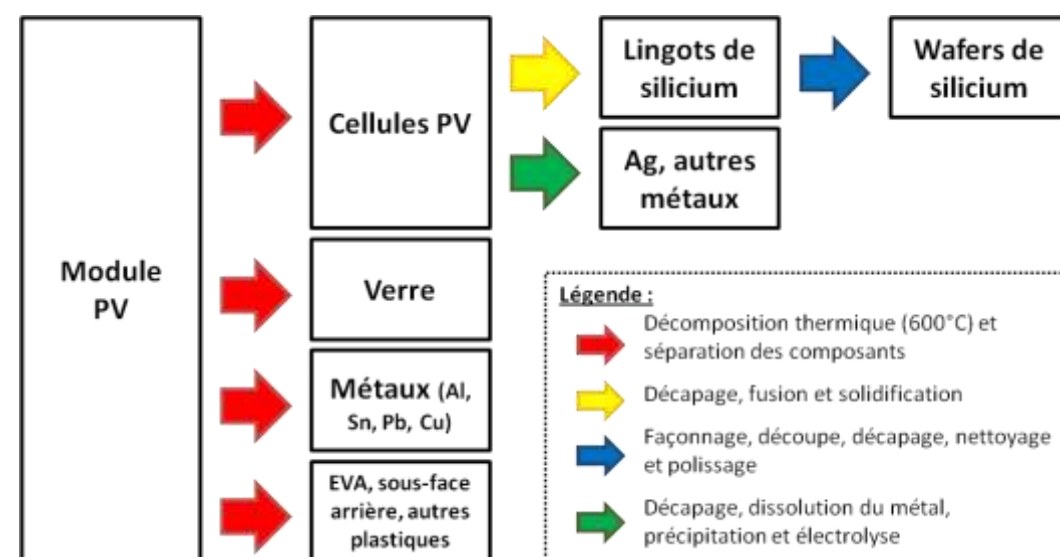 Module
PV
Cellules PV
Lingots de
silicium
Wafers de
silicium
Ag, autres
métaux
Verre
Métaux (Al,
Sn, Pb, Cu)
EVA, sous-face
arrière, autres
plastiques
Légende :
Décomposition thermique (600°C) et
séparation des composants
Décapage, fusion et solidification
Façonnage, découpe, décapage, nettoyage
et polissage
Décapage, dissolution du métal,
précipitation et électrolyse